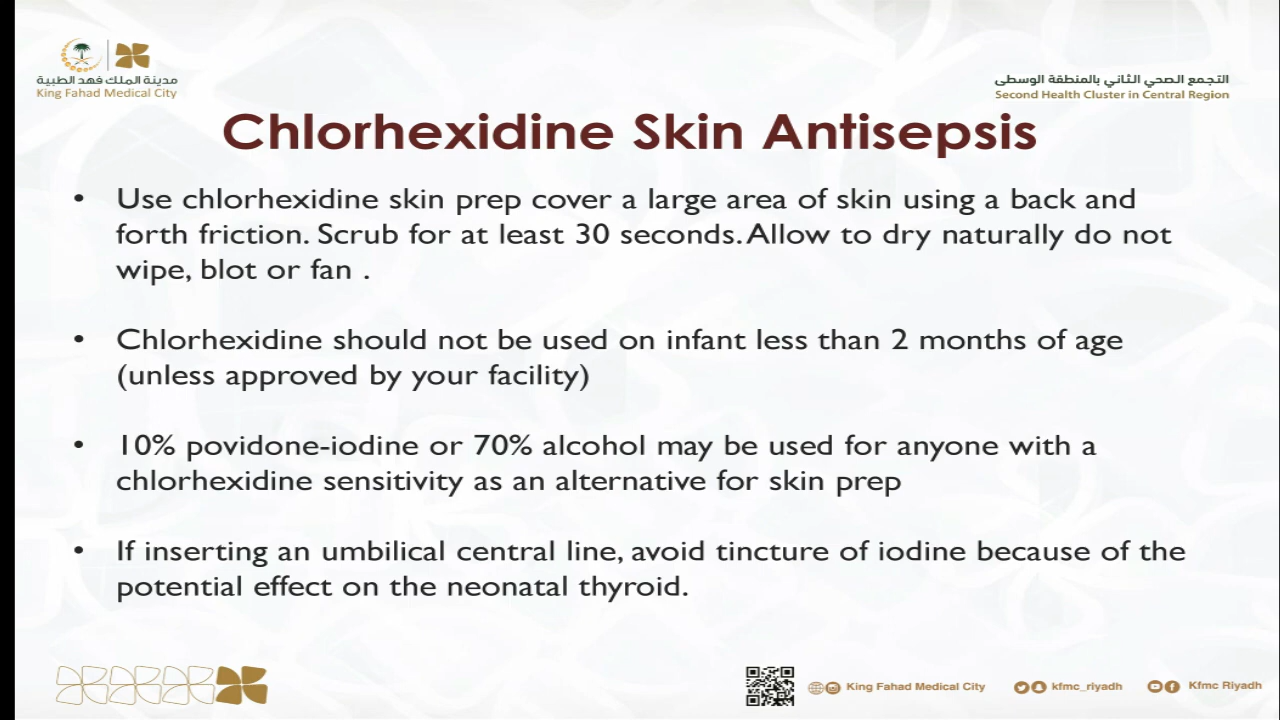 مدينة الملك فهد الطبية
King Fahad Medical City
التجمع الصحي الثاني بالمنطقة الوسطى
Second Health Cluster in Central Region
Chlorhexidine Skin Antisepsis
• Use chlorhexidine skin prep cover a large area of skin using a back and
forth friction. Scrub for at least 30 seconds. Allow to dry naturally do not
wipe, blot or fan .
• Chlorhexidine should not be used on infant less than 2 months of age
(unless approved by your facility)
• 10% povidone-iodine or 70% alcohol may be used for anyone with a
chlorhexidine sensitivity as an alternative for skin prep
• If inserting an umbilical central line, avoid tincture of iodine because of the
potential effect on the neonatal thyroid.
King Fahad Medical City kfmc_riyadh Kfmc Riyadh